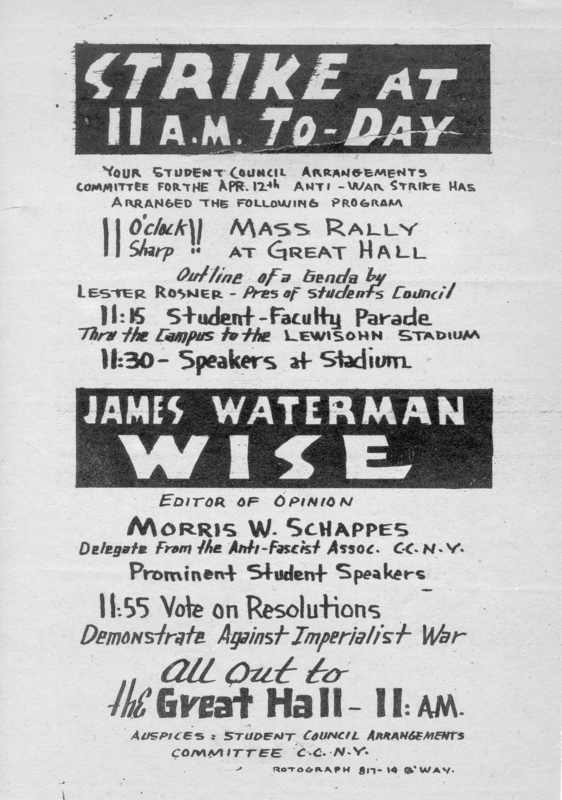 STRIKE AT
11 A.M. TO-DAY
YOUR STUDENT COUNCIL ARRANGEMENTS
COMMITTEE FOR THE APR. 12th ANTI-WAR STRIKE HAS
ARRANGED THE FOLLOWING PROGRAM
11 O'clock Sharp !! MASS RALLY
AT GREAT HALL
Outline of a Genda by
LESTER ROSNER - Pres of Students Council
11:15 Student-Faculty Parade
Thru the Campus to the LEWISOHN STADIUM
11:30 - Speakers at Stadium
JAMES WATERMAN
WISE
EDITOR OF OPINION
MORRIS W. SCHAPPES
Delegate From the Anti-Fascist Assoc. C.C.N.Y.
Prominent Student Speakers
11:55 Vote on Resolutions
Demonstrate Against Imperialist War
All Out to
the Great Hall - 11: AM.
AUSPICES: STUDENT COUNCIL ARRANGEMENTS
COMMITTEE C.C.N.Y.
ROTOGRAPH 817-14 B'WAY.